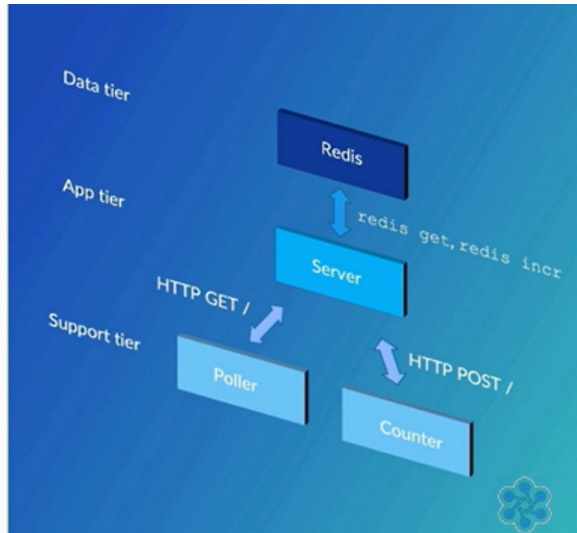 Data tier
Redis
App tier
redis get,redis incr
Server
HTTP GET /
Support tier
HTTP POST /
Poller
Counter